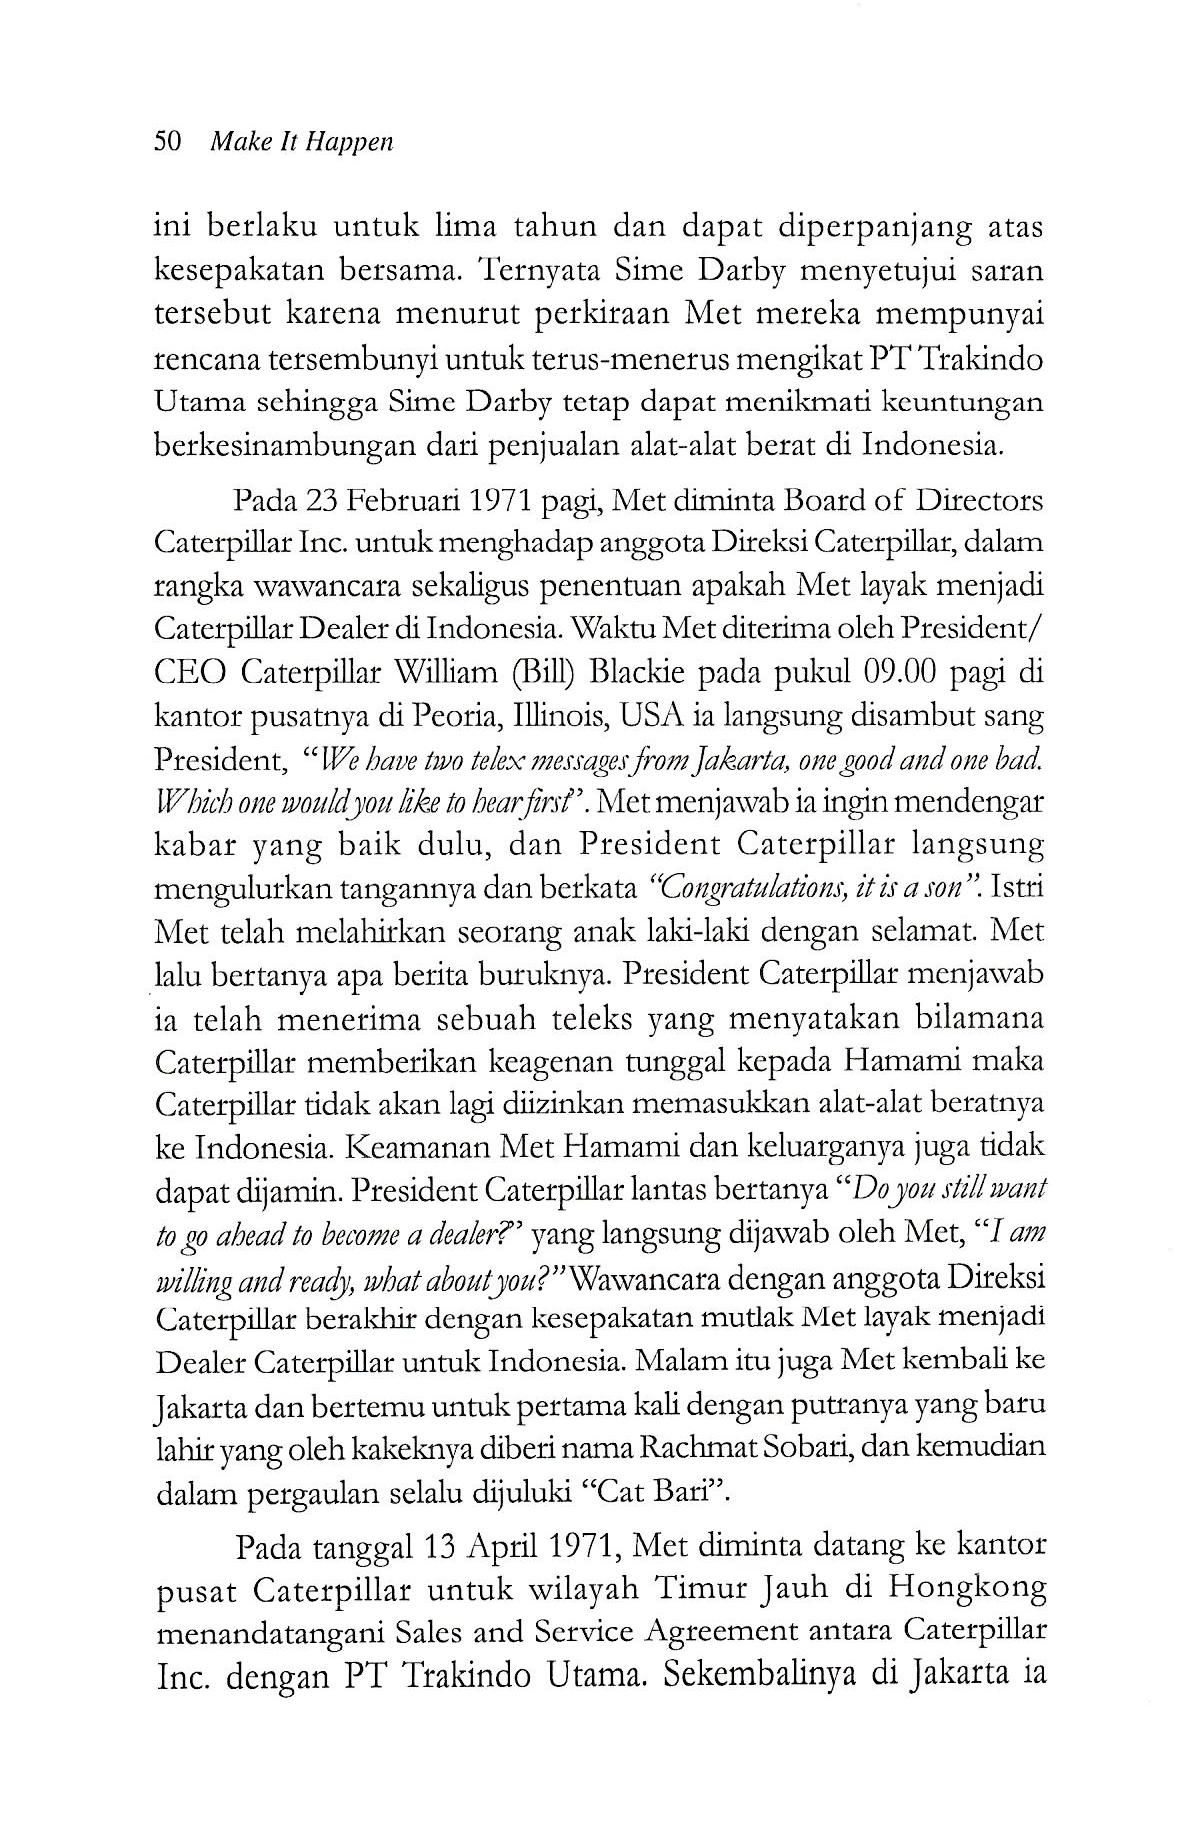 50 Make It Happen
ini berlaku untuk lima tahun dan dapat diperpanjang atas
kesepakatan bersama. Ternyata Sime Darby menyetujui saran
tersebut karena menurut perkiraan Met mereka mempunyai
rencana tersembunyi untuk terus-menerus mengikat PT Trakindo
Utama sehingga Sime Darby tetap dapat menikmati keuntungan
berkesinambungan dari penjualan alat-alat berat di Indonesia.
Pada 23 Februari 1971 pagi, Met diminta Board of Directors
Caterpillar Inc. untuk menghadap anggota Direksi Caterpillar, dalam
rangka wawancara sekaligus penentuan apakah Met layak menjadi
Caterpillar Dealer di Indonesia. Waktu Met diterima oleh President/
CEO Caterpillar William (Bill) Blackie pada pukul 09.00 pagi di
kantor pusatnya di Peoria, Illinois, USA ia langsung disambut sang
President, “We have two telex messages from Jakarta, one good and one bad.
Which one would you like to hear first”. Met menjawab ia ingin mendengar
kabar yang baik dulu, dan President Caterpillar langsung
mengulurkan tangannya dan berkata “Congratulations, it is a son”. Istri
Met telah melahirkan seorang anak laki-laki dengan selamat. Met
lalu bertanya apa berita buruknya. President Caterpillar menjawab
ia telah menerima sebuah teleks yang menyatakan bilamana
Caterpillar memberikan keagenan tunggal kepada Hamami maka
Caterpillar tidak akan lagi diizinkan memasukkan alat-alat beratnya
ke Indonesia. Keamanan Met Hamami dan keluarganya juga tidak
dapat dijamin. President Caterpillar lantas bertanya “Do you still want
to go ahead to become a dealer?” yang langsung dijawab oleh Met, “I am
willing and ready, what about you?” Wawancara dengan anggota Direksi
Caterpillar berakhir dengan kesepakatan mutlak Met layak menjadi
Dealer Caterpillar untuk Indonesia. Malam itu juga Met kembali ke
Jakarta dan bertemu untuk pertama kali dengan putranya yang baru
lahir yang oleh kakeknya diberi nama Rachmat Sobari, dan kemudian
dalam pergaulan selalu dijuluki “Cat Bari”.
Pada tanggal 13 April 1971, Met diminta datang ke kantor
pusat Caterpillar untuk wilayah Timur Jauh di Hongkong
menandatangani Sales and Service Agreement antara Caterpillar
Inc. dengan PT Trakindo Utama. Sekembalinya di Jakarta ia